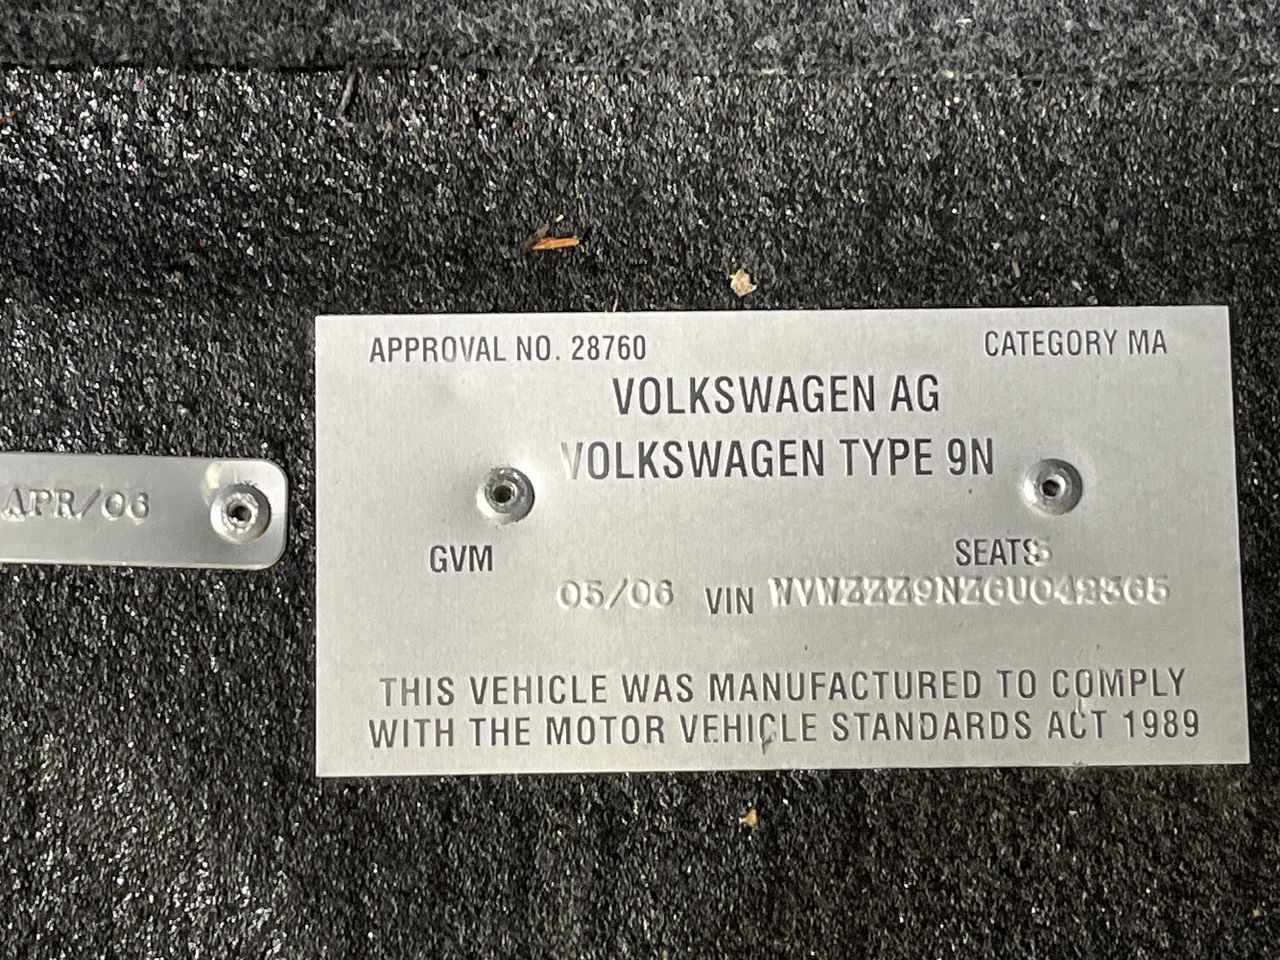 APPROVAL NO. 28760 CATEGORY MA
VOLKSWAGEN AG
VOLKSWAGEN TYPE 9N
APR/06
GVM SEATS 5
05/06 VIN WVWZZZ9NZ6U042365
THIS VEHICLE WAS MANUFACTURED TO COMPLY
WITH THE MOTOR VEHICLE STANDARDS ACT 1989